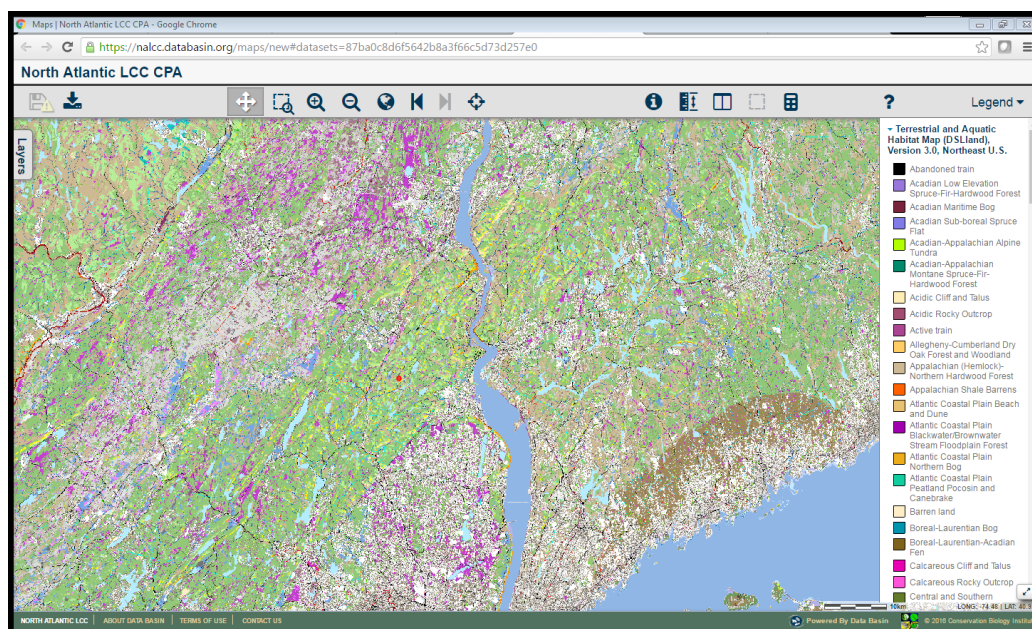 Maps | North Atlantic LCC CPA - Google Chrome
https://nalcc.databasin.org/maps/new#datasets=87ba0c8d6f5642b8a3f66c5d73d257e0
North Atlantic LCC CPA
?
Legend
Layers
Terrestrial and Aquatic
Habitat Map (DSLland),
Version 3.0, Northeast U.S.
Abandoned train
Acadian Low Elevation
Spruce-Fir-Hardwood Forest
Acadian Maritime Bog
Acadian Sub-boreal Spruce
Flat
Acadian-Appalachian Alpine
Tundra
Acadian-Appalachian
Montane Spruce-Fir-
Hardwood Forest
Acidic Cliff and Talus
Acidic Rocky Outcrop
Active train
Allegheny-Cumberland Dry
Oak Forest and Woodland
Appalachian (Hemlock)-
Northern Hardwood Forest
Appalachian Shale Barrens
Atlantic Coastal Plain Beach
and Dune
Atlantic Coastal Plain
Blackwater/Brownwater
Stream Floodplain Forest
Atlantic Coastal Plain
Northern Bog
Atlantic Coastal Plain
Peatland Pocosin and
Canebrake
Barren land
Boreal-Laurentian Bog
Boreal-Laurentian-Acadian
Fen
Calcareous Cliff and Talus
Calcareous Rocky Outcrop
Central and Southern
10km
LONG: -74.48 | LAT:
NORTH ATLANTIC LCC | ABOUT DATA BASIN | TERMS OF USE | CONTACT US
Powered By Data Basin
© 2016 Conservation Biology